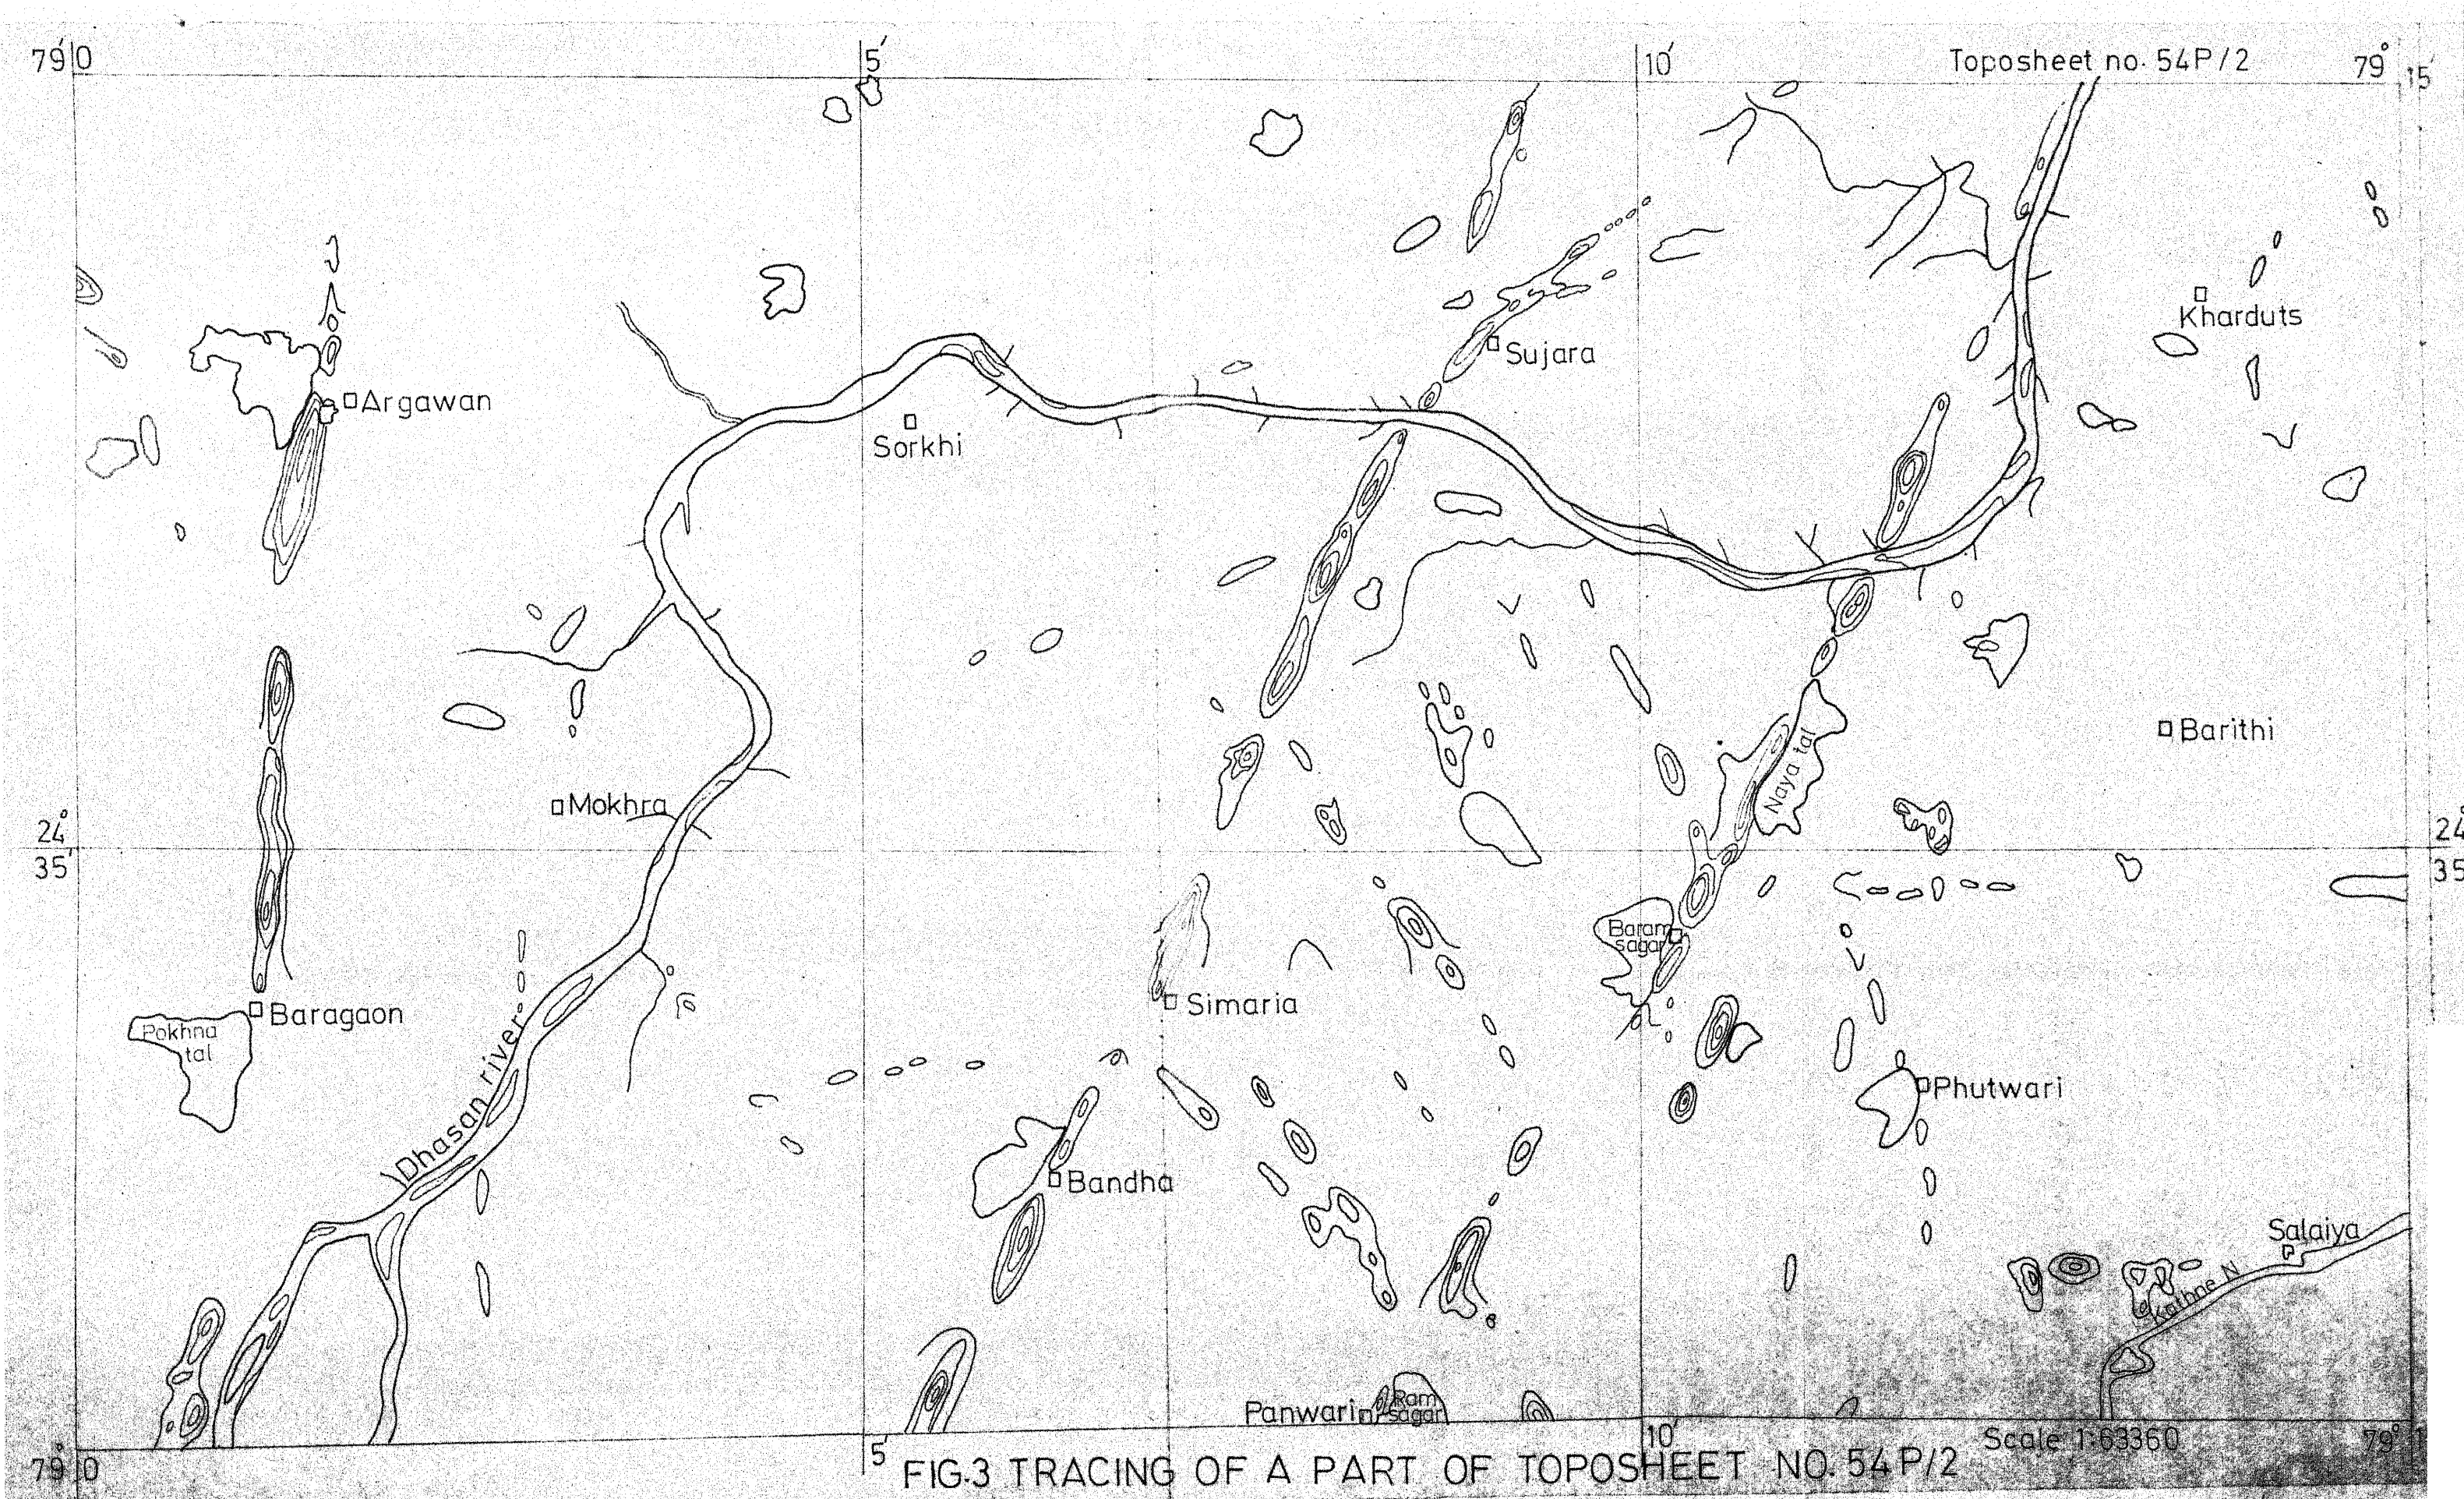 79° 0'
5'
10'
Toposheet no. 54P/2
79° 15'
Kharduts
Sujara
Argawan
Sorkhi
Barithi
Naya tal
Mokhra
24°
35'
24°
35'
Baram
sagar
Simaria
Baragaon
Pokhna
tal
Dhasan river
Phutwari
Bandha
Salaiya
Kathne N
Panwari
Ram
sagar
79° 0
5'
10'
Scale 1:63360
79°
FIG.3 TRACING OF A PART OF TOPOSHEET NO. 54P/2